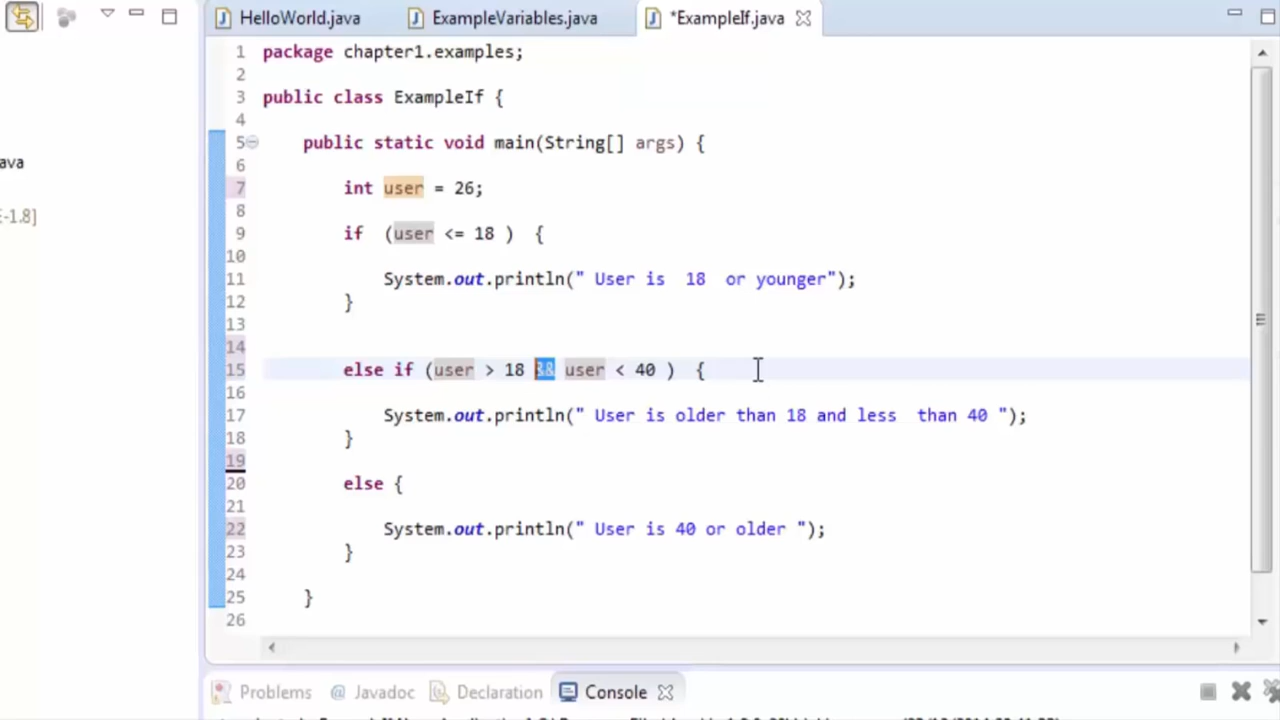 HelloWorld.java ExampleVariables.java *ExampleIf.java
1 package chapter1.examples;
2
3 public class ExampleIf {
4
5 public static void main(String[] args) {
ava
6
7 int user = 26;
E-1.8]
8
9 if (user <= 18 ) {
10
11 System.out.println(" User is  18  or younger");
12 }
13
14
15 else if (user > 18 && user < 40 ) {
16
17 System.out.println(" User is older than 18 and less  than 40 ");
18 }
19
20 else {
21
22 System.out.println(" User is 40 or older ");
23 }
24
25 }
26
Problems @ Javadoc Declaration Console